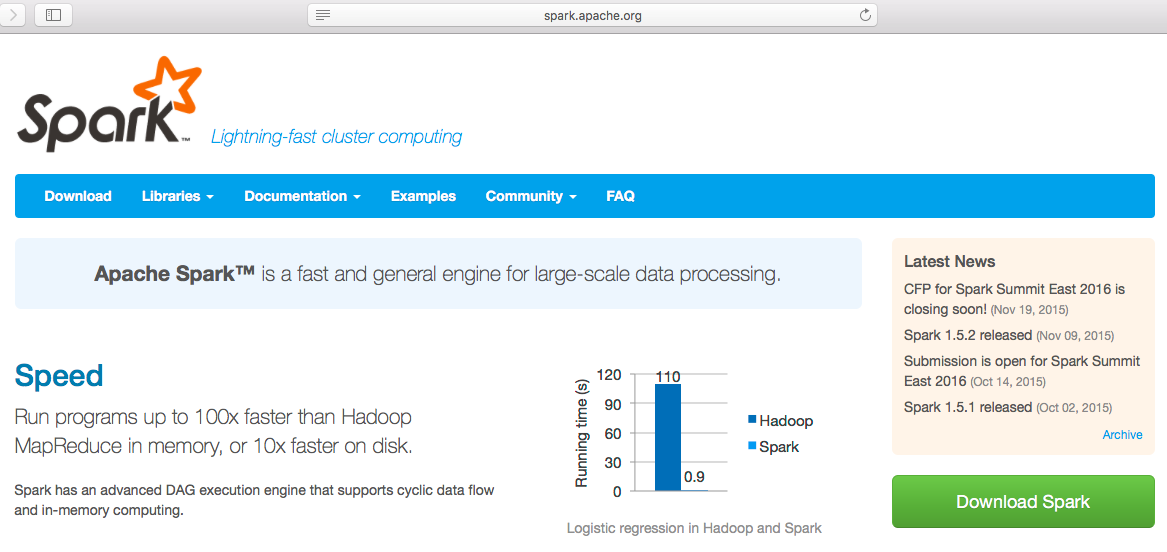 spark.apache.org
Spark™
Lightning-fast cluster computing
Download Libraries Documentation Examples Community FAQ
Apache Spark™ is a fast and general engine for large-scale data processing.
Latest News
CFP for Spark Summit East 2016 is
closing soon! (Nov 19, 2015)
Spark 1.5.2 released (Nov 09, 2015)
Submission is open for Spark Summit
East 2016 (Oct 14, 2015)
Spark 1.5.1 released (Oct 02, 2015)
Archive
Download Spark
Speed
Run programs up to 100x faster than Hadoop
MapReduce in memory, or 10x faster on disk.
Spark has an advanced DAG execution engine that supports cyclic data flow
and in-memory computing.
Running time (s)
120
90
60
30
0
110
0.9
Hadoop
Spark
Logistic regression in Hadoop and Spark